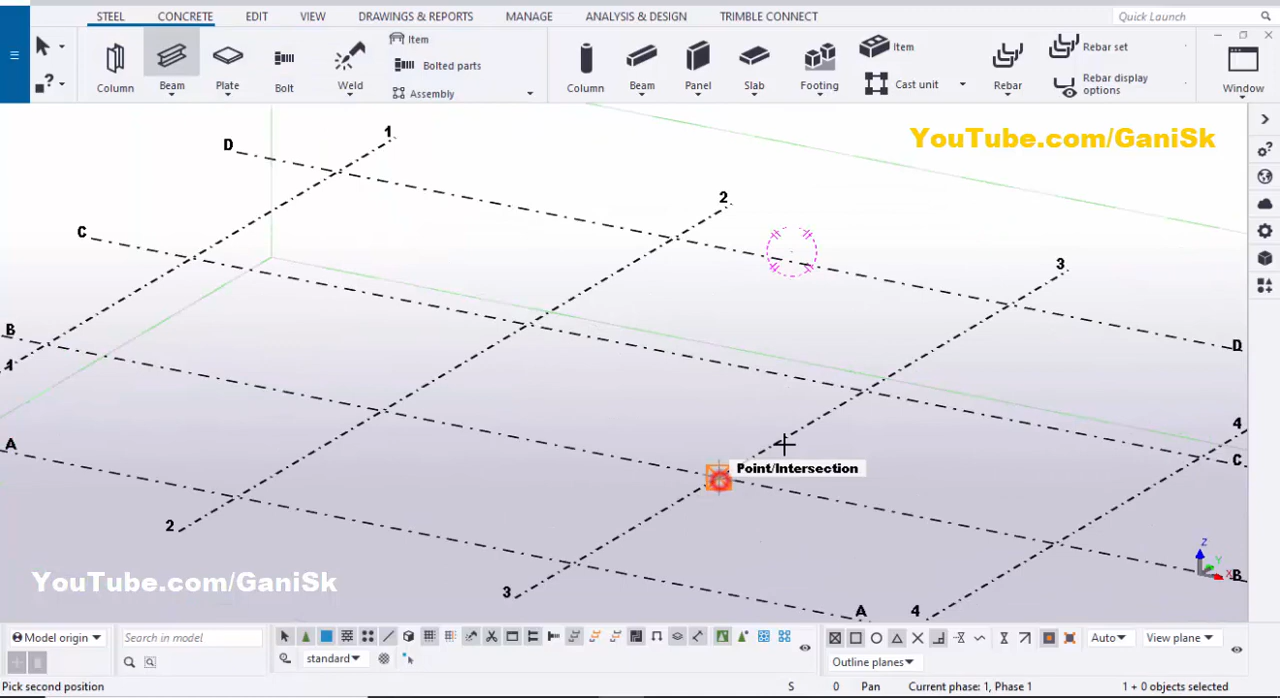 STEEL CONCRETE EDIT VIEW DRAWINGS & REPORTS MANAGE ANALYSIS & DESIGN TRIMBLE CONNECT Quick Launch
Column Beam Plate Bolt Weld Item Bolted parts Assembly Column Beam Panel Slab Footing Item Cast unit Rebar Rebar set Rebar display options Window
YouTube.com/GaniSk
D 1
2
C
3
B
D
1
4
A
C
Point/Intersection
2
B
Z
Y
X
YouTube.com/GaniSk
3
A 4
Model origin Search in model Auto View plane
standard Outline planes
Pick second position S O Pan Current phase: 1, Phase 1 1 + 0 objects selected